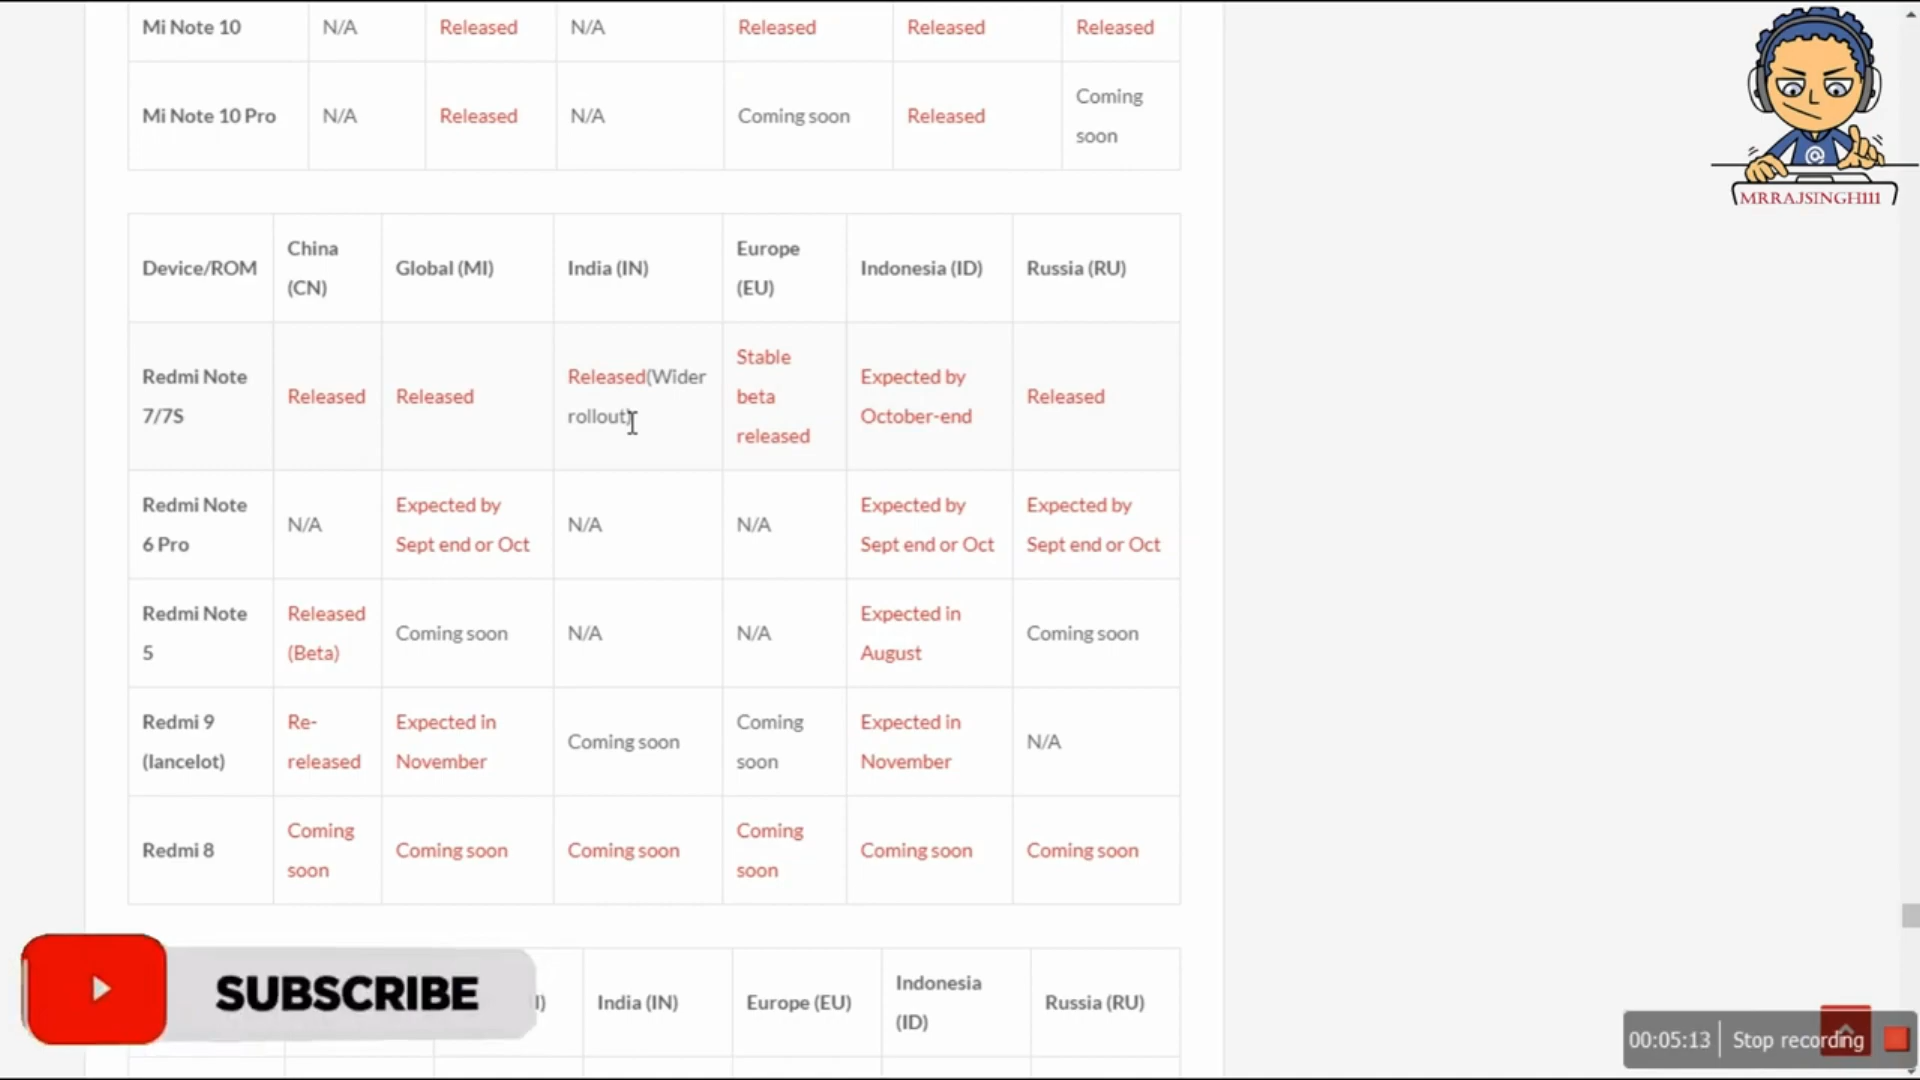 Mi Note 10 N/A Released N/A Released Released Released
Mi Note 10 Pro N/A Released N/A Coming soon Released Coming
soon
MRRAJSINGH111
Device/ROM China
(CN) Global (MI) India (IN) Europe
(EU) Indonesia (ID) Russia (RU)
Redmi Note
7/7S Released Released Released(Wider
rollout) Stable
beta
released Expected by
October-end Released
Redmi Note
6 Pro N/A Expected by
Sept end or Oct N/A N/A Expected by
Sept end or Oct Expected by
Sept end or Oct
Redmi Note
5 Released
(Beta) Coming soon N/A N/A Expected in
August Coming soon
Redmi 9
(lancelot) Re-
released Expected in
November Coming soon Coming
soon Expected in
November N/A
Redmi 8 Coming
soon Coming soon Coming soon Coming
soon Coming soon Coming soon
SUBSCRIBE
India (IN) Europe (EU) Indonesia
(ID) Russia (RU)
00:05:13 Stop recording